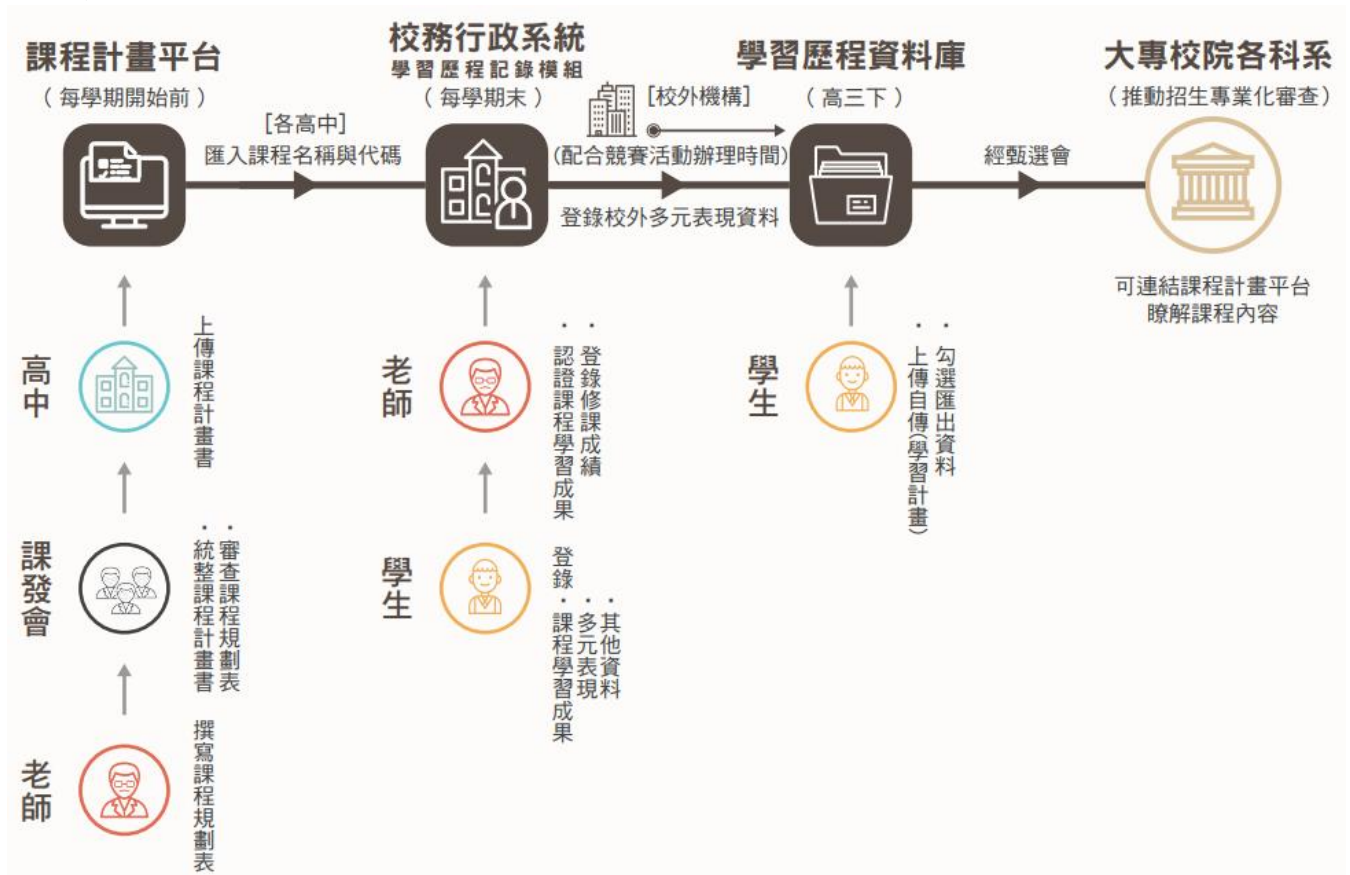 課程計畫平台
（每學期開始前）
[各高中]
匯入課程名稱與代碼
校務行政系統
學習歷程記錄模組
（每學期末）
[校外機構]
(配合競賽活動辦理時間)
登錄校外多元表現資料
學習歷程資料庫
（高三下）
經甄選會
大專校院各科系
（推動招生專業化審查）
可連結課程計畫平台
瞭解課程內容
高中
上傳課程計畫書
課發會
・審查課程規劃表
・統整課程計畫書
老師
撰寫課程規劃表
老師
・登錄修課成績
・認證課程學習成果
學生
登錄
・其他資料
・多元表現
・課程學習成果
學生
・勾選匯出資料
・上傳自傳(學習計畫)